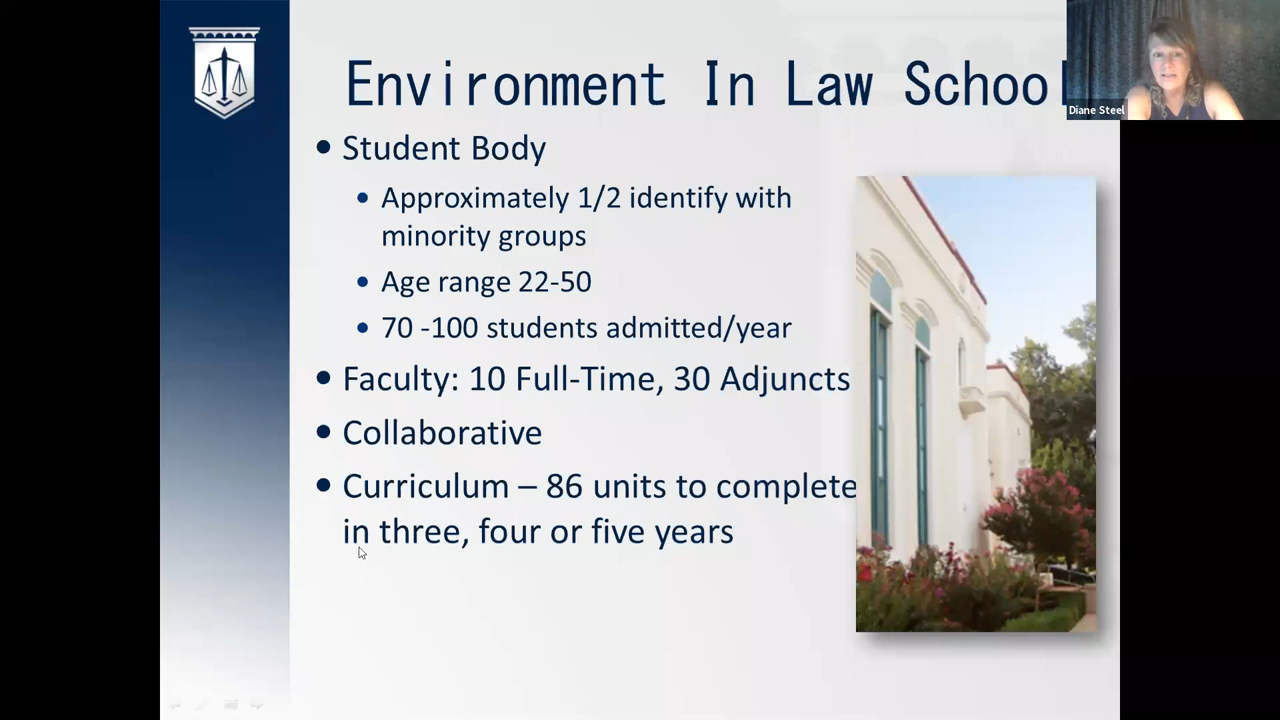 Environment In Law School
Diane Steel
• Student Body
• Approximately 1/2 identify with
minority groups
• Age range 22-50
• 70 -100 students admitted/year
• Faculty: 10 Full-Time, 30 Adjuncts
• Collaborative
• Curriculum – 86 units to complete
in three, four or five years